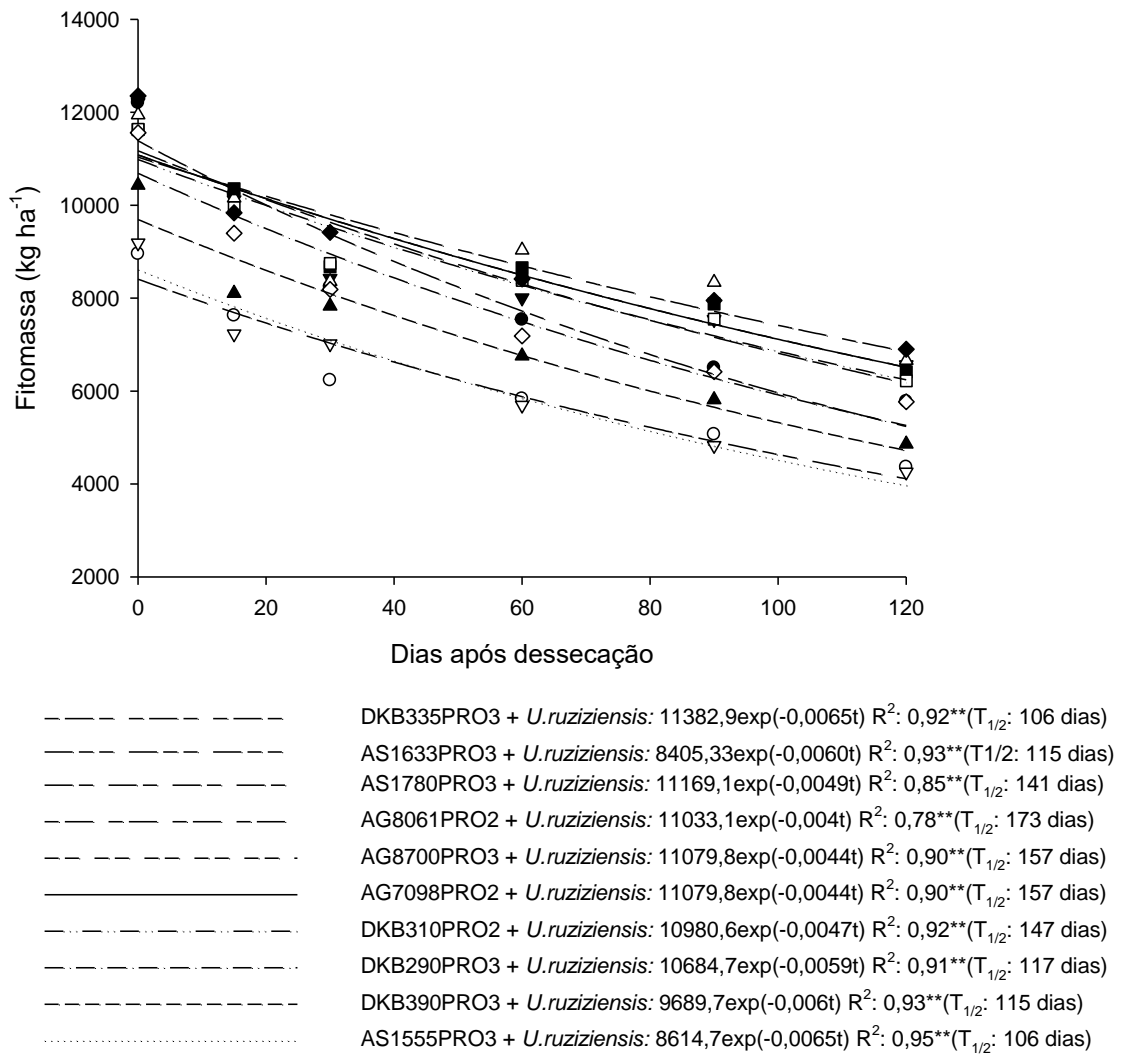 14000
12000
10000
8000
6000
4000
2000
Fitomassa (kg ha⁻¹)
0 20 40 60 80 100 120
Dias após dessecação
DKB335PRO3 + U.ruziziensis: 11382,9exp(-0,0065t) R²: 0,92**(T₁/₂: 106 dias)
AS1633PRO3 + U.ruziziensis: 8405,33exp(-0,0060t) R²: 0,93**(T1/2: 115 dias)
AS1780PRO3 + U.ruziziensis: 11169,1exp(-0,0049t) R²: 0,85**(T₁/₂: 141 dias)
AG8061PRO2 + U.ruziziensis: 11033,1exp(-0,004t) R²: 0,78**(T₁/₂: 173 dias)
AG8700PRO3 + U.ruziziensis: 11079,8exp(-0,0044t) R²: 0,90**(T₁/₂: 157 dias)
AG7098PRO2 + U.ruziziensis: 11079,8exp(-0,0044t) R²: 0,90**(T₁/₂: 157 dias)
DKB310PRO2 + U.ruziziensis: 10980,6exp(-0,0047t) R²: 0,92**(T₁/₂: 147 dias)
DKB290PRO3 + U.ruziziensis: 10684,7exp(-0,0059t) R²: 0,91**(T₁/₂: 117 dias)
DKB390PRO3 + U.ruziziensis: 9689,7exp(-0,006t) R²: 0,93**(T₁/₂: 115 dias)
AS1555PRO3 + U.ruziziensis: 8614,7exp(-0,0065t) R²: 0,95**(T₁/₂: 106 dias)